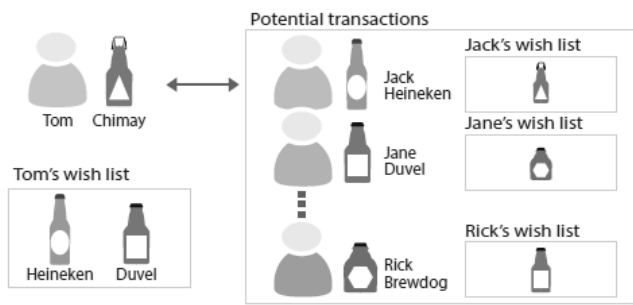 Potential transactions
Tom Chimay
Tom's wish list
Heineken Duvel
Jack
Heineken
Jack's wish list
Jane
Duvel
Jane's wish list
Rick
Brewdog
Rick's wish list